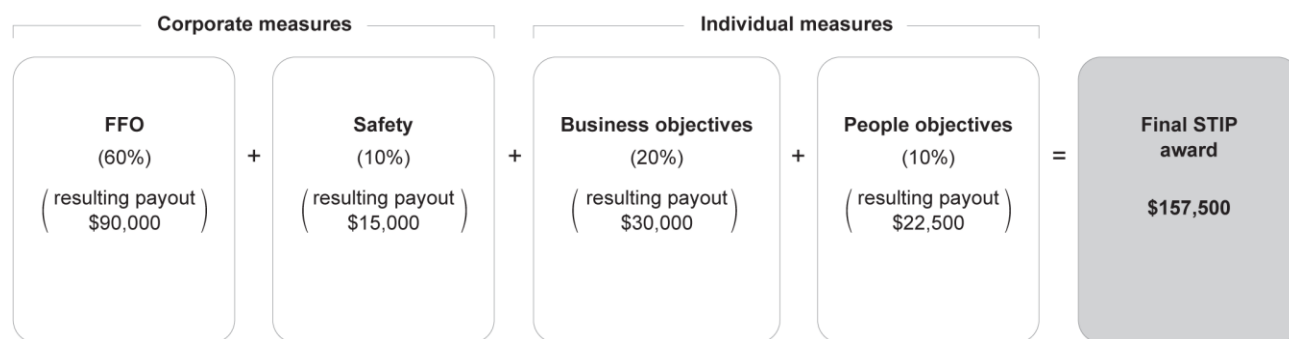 Corporate measures
Individual measures
FFO
(60%)
(resulting payout
$90,000)
+
Safety
(10%)
(resulting payout
$15,000)
+
Business objectives
(20%)
(resulting payout
$30,000)
+
People objectives
(10%)
(resulting payout
$22,500)
=
Final STIP
award
$157,500